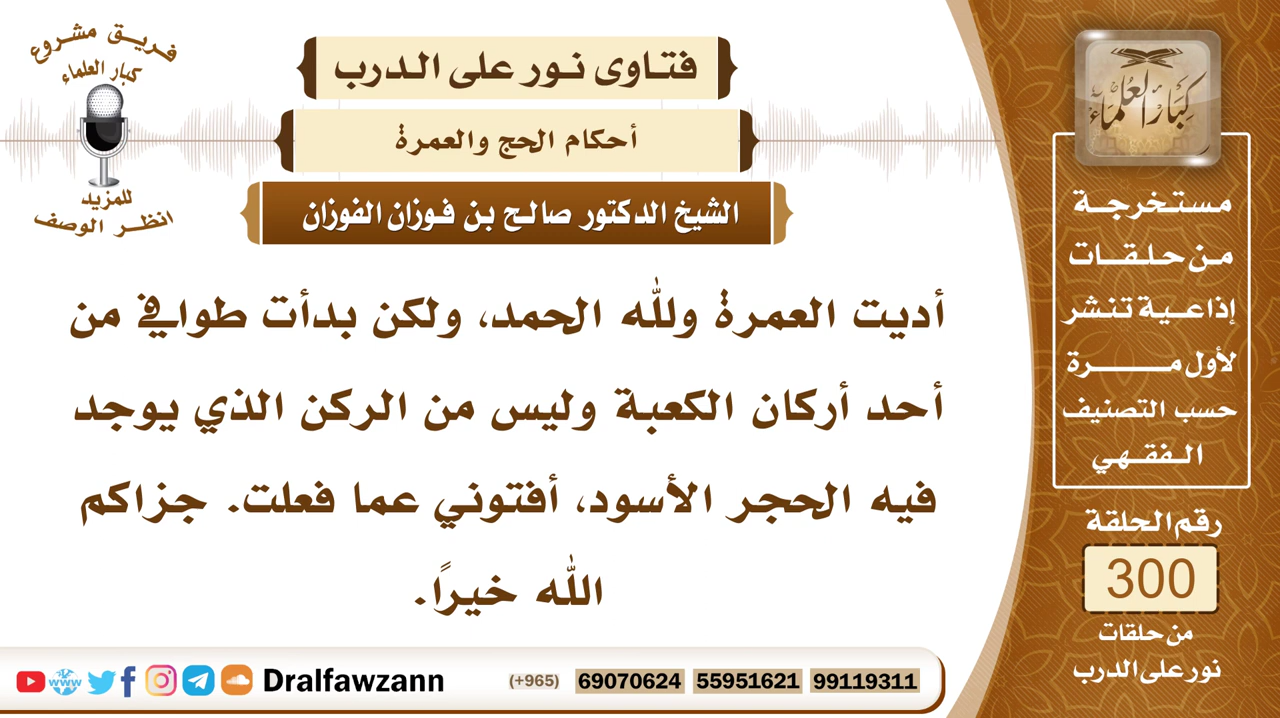 فريق مشروع
كبار العلماء
للمزيد
انظر الوصف
فتاوى نور على الدرب
أحكام الحج والعمرة
الشيخ الدكتور صالح بن فوزان الفوزان
أديت العمرة ولله الحمد، ولكن بدأت طوافي من
أحد أركان الكعبة وليس من الركن الذي يوجد
فيه الحجر الأسود، أفتوني عما فعلت. جزاكم
الله خيرًا.
كبار العلماء
مستخرجة
من حلقات
إذاعية تنشر
لأول مرة
حسب التصنيف
الفقهي
رقم الحلقة
300
من حلقات
نور على الدرب
www Dralfawzann (+965) 69070624 55951621 99119311